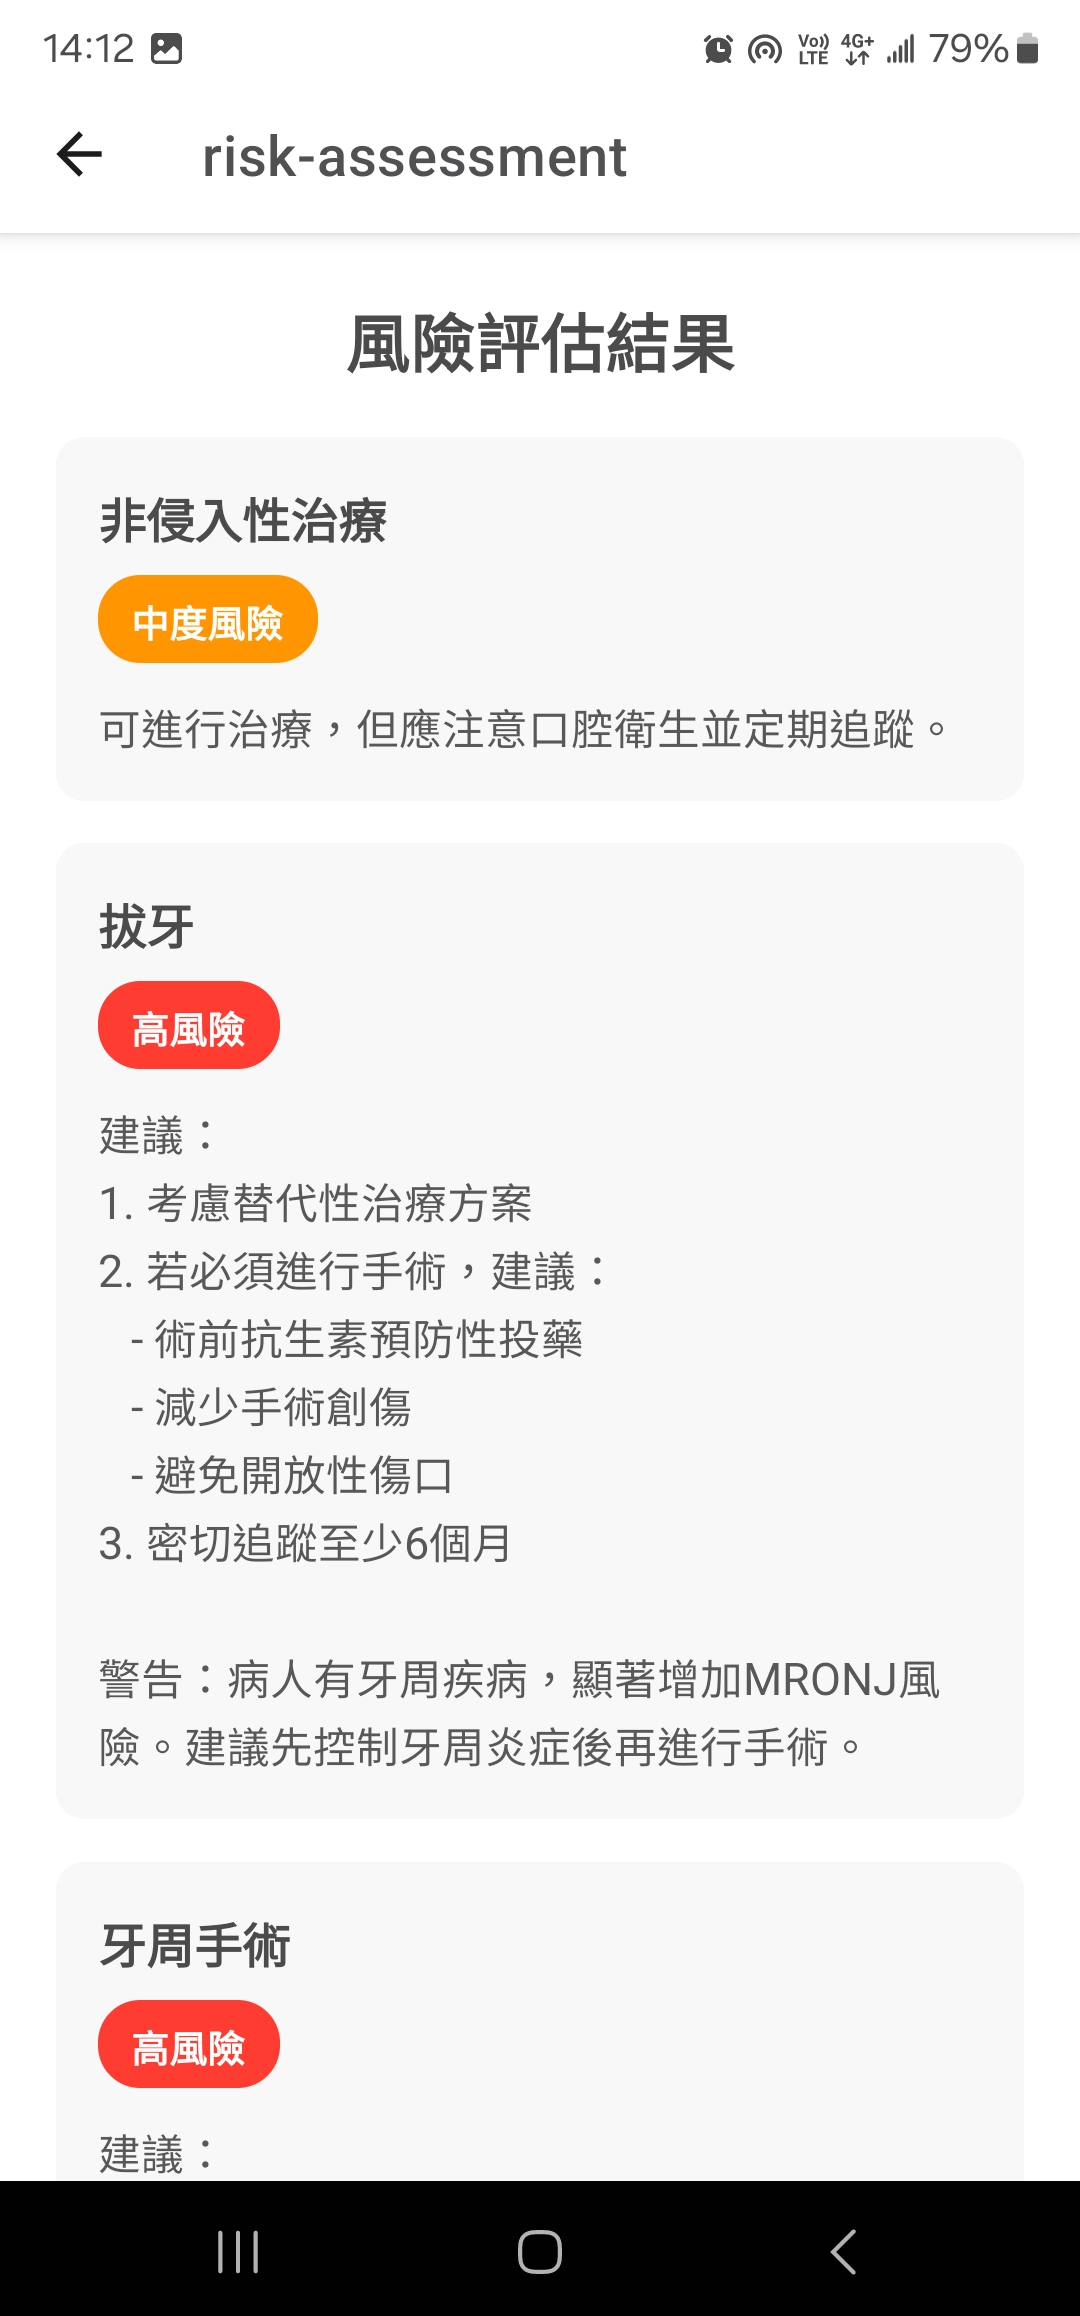 14:12
Vo)) LTE 4G+ 79%
risk-assessment
風險評估結果
非侵入性治療
中度風險
可進行治療，但應注意口腔衛生並定期追蹤。
拔牙
高風險
建議：
1. 考慮替代性治療方案
2. 若必須進行手術，建議：
- 術前抗生素預防性投藥
- 減少手術創傷
- 避免開放性傷口
3. 密切追蹤至少6個月
警告：病人有牙周疾病，顯著增加MRONJ風
險。建議先控制牙周炎症後再進行手術。
牙周手術
高風險
建議：